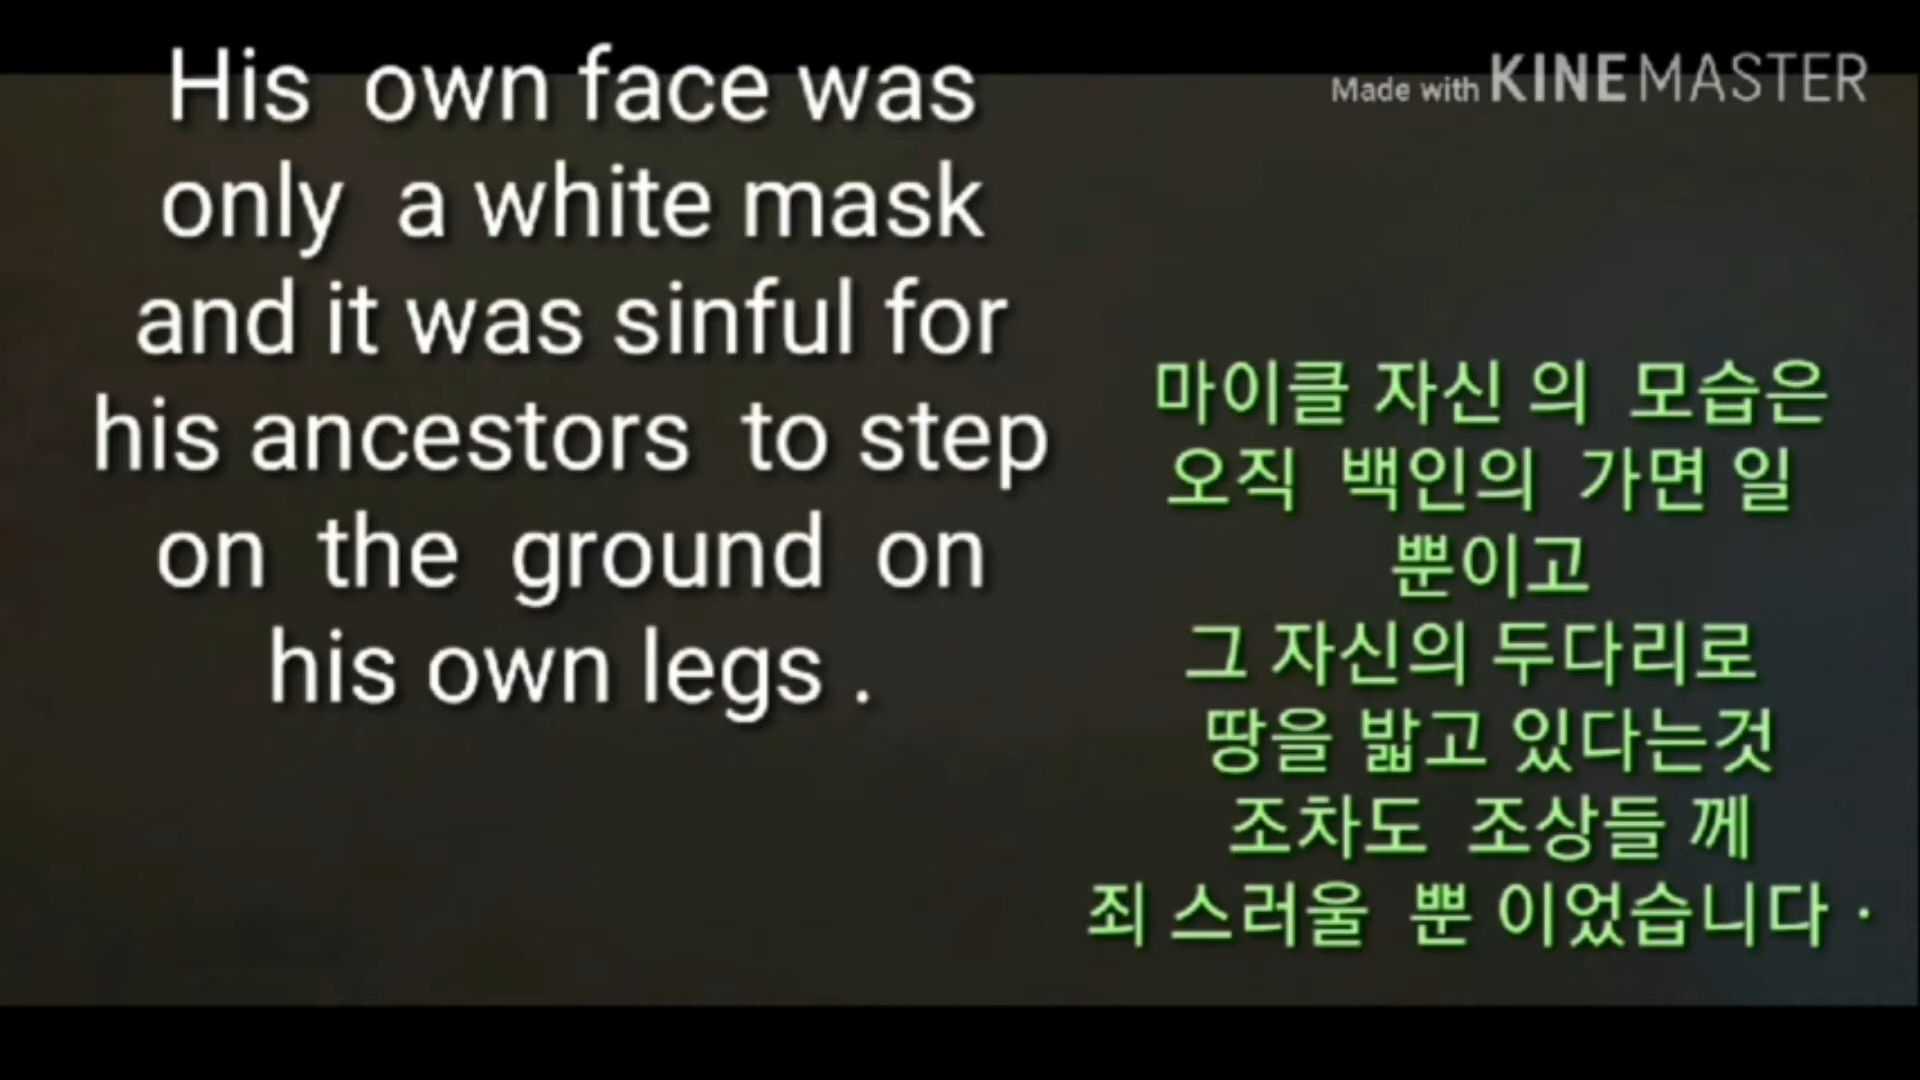 His own face was
only a white mask
and it was sinful for
his ancestors to step
on the ground on
his own legs .
Made with KINEMASTER
마이클 자신 의 모습은
오직 백인의 가면 일
뿐이고
그 자신의 두다리로
땅을 밟고 있다는것
조차도 조상들 께
죄 스러울 뿐 이었습니다 ·